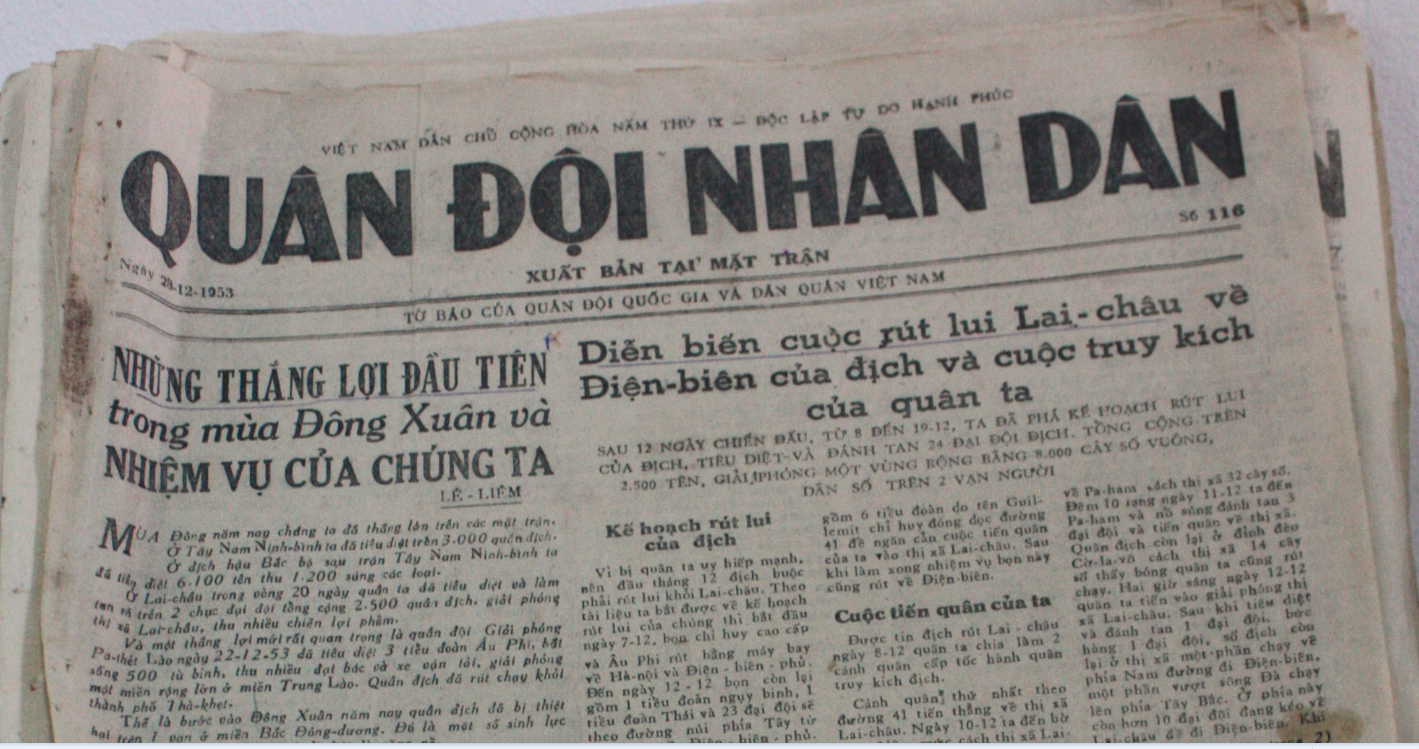 VIỆT NAM DÂN CHỦ CỘNG HÒA NĂM THỨ IX — ĐỘC LẬP TỰ DO HẠNH PHÚC
QUÂN ĐỘI NHÂN DÂN
Số 116
Ngày 28-12-1953
XUẤT BẢN TẠI MẶT TRẬN
TỜ BÁO CỦA QUÂN ĐỘI QUỐC GIA VÀ DÂN QUÂN VIỆT NAM
NHỮNG THẮNG LỢI ĐẦU TIÊN
trong mùa Đông Xuân và
NHIỆM VỤ CỦA CHÚNG TA
LÊ - LIÊM
MÙA Đông năm nay chúng ta đã thắng lớn trên các mặt trận.
Ở Tây Nam Ninh-bình ta đã tiêu diệt trên 3.000 quân địch.
Ở địch hậu Bắc bộ sau trận Tây Nam Ninh-bình ta
đã tiêu diệt 6.100 tên thu 1.200 súng các loại.
Ở Lai-châu trong vòng 20 ngày quân ta đã tiêu diệt và làm
tan rã trên 2 chục đại đội tổng cộng 2.500 quân địch, giải phóng
thị xã Lai-châu, thu nhiều chiến lợi phẩm.
Và một thắng lợi mới rất quan trọng là quân đội Giải phóng
Pa-thét Lào ngày 22-12-53 đã tiêu diệt 3 tiểu đoàn Âu Phi, bắt
sống 500 tù binh, thu nhiều đại bác và xe vận tải, giải phóng
một miền rộng lớn ở miền Trung Lào. Quân địch đã rút chạy khỏi
thành phố Thà-khẹt.
Thế là bước vào Đông Xuân năm nay quân địch đã bị thiệt
hại trên 1 vạn ở miền Bắc Đông-dương. Đó là một số sinh lực
Diễn biến cuộc rút lui Lai-châu về
Điện-biên của địch và cuộc truy kích
của quân ta
SAU 12 NGÀY CHIẾN ĐẤU, TỪ 8 ĐẾN 19-12, TA ĐÃ PHÁ KẾ HOẠCH RÚT LUI
CỦA ĐỊCH, TIÊU DIỆT VÀ ĐÁNH TAN 24 ĐẠI ĐỘI ĐỊCH, TỔNG CỘNG TRÊN
2.500 TÊN, GIẢI PHÓNG MỘT VÙNG RỘNG BẰNG 8.000 CÂY SỐ VUÔNG,
DÂN SỐ TRÊN 2 VẠN NGƯỜI
Kế hoạch rút lui
của địch
Vì bị quân ta uy hiếp mạnh,
nên đầu tháng 12 địch buộc
phải rút lui khỏi Lai-châu. Theo
tài liệu ta bắt được về kế hoạch
rút lui của chúng thì bắt đầu
ngày 7-12, bọn chỉ huy cao cấp
và Âu Phi rút bằng máy bay
về Hà-nội và Điện - biên - phủ.
Đến ngày 12 - 12 bọn còn lại
gồm 1 tiểu đoàn ngụy binh, 1
tiểu đoàn Thái và 23 đại đội sẽ
theo đường núi phía Tây từ
Điện - biên - phủ.
gồm 6 tiểu đoàn do tên Guil-
lemit chỉ huy đóng dọc đường
41 để ngăn cản cuộc tiến quân
của ta vào thị xã Lai-châu. Sau
khi làm xong nhiệm vụ bọn này
cũng rút về Điện-biên.
Cuộc tiến quân của ta
Được tin địch rút Lai - châu
ngày 8-12 quân ta chia làm 2
cánh quân cấp tốc hành quân
truy kích địch.
Cánh quân thứ nhất theo
đường 41 tiến thẳng về thị xã
Lai-châu. Ngày 10-12 ta đến bờ
cách thị xã Lai-
về Pa-ham cách thị xã 32 cây số.
Đêm 10 rạng ngày 11-12 ta đến
Pa-ham và nổ súng đánh tan 3
đại đội và tiến quân về thị xã.
Quân địch còn lại ở đỉnh đèo
Cờ-la-vô cách thị xã 14 cây
số thấy bóng quân ta cũng rút
chạy. Hai giờ sáng ngày 12-12
quân ta tiến vào giải phóng thị
xã Lai-châu. Sau khi tiêu diệt
và đánh tan 1 đại đội, bức
hàng 1 đại đội, số địch còn
lại ở thị xã một phần chạy về
phía Nam đường đi Điện-biên,
một phần vượt sông Đà chạy
lên phía Tây Bắc. Ở phía này
còn hơn 10 đại đội đang kéo về
Lai-châu để đi Điện-biên. Khi
2)